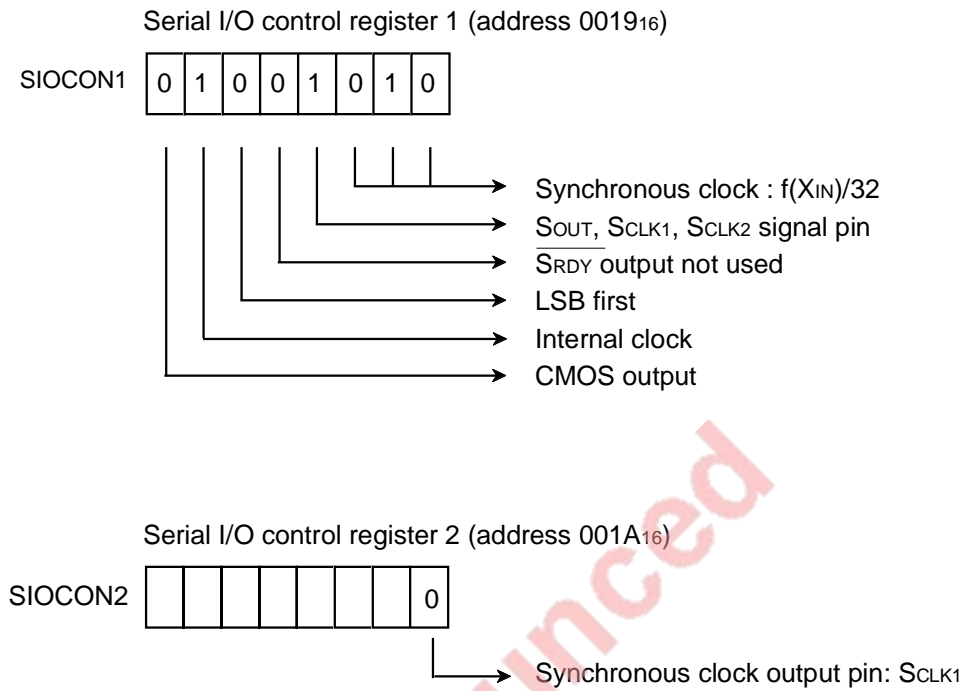 Serial I/O control register 1 (address 0019₁₆)
SIOCON1 0 1 0 0 1 0 1 0
Synchronous clock : f(XIN)/32
SOUT, SCLK1, SCLK2 signal pin
S̅R̅D̅Y̅ output not used
LSB first
Internal clock
CMOS output
Serial I/O control register 2 (address 001A₁₆)
SIOCON2 0
Synchronous clock output pin: SCLK1